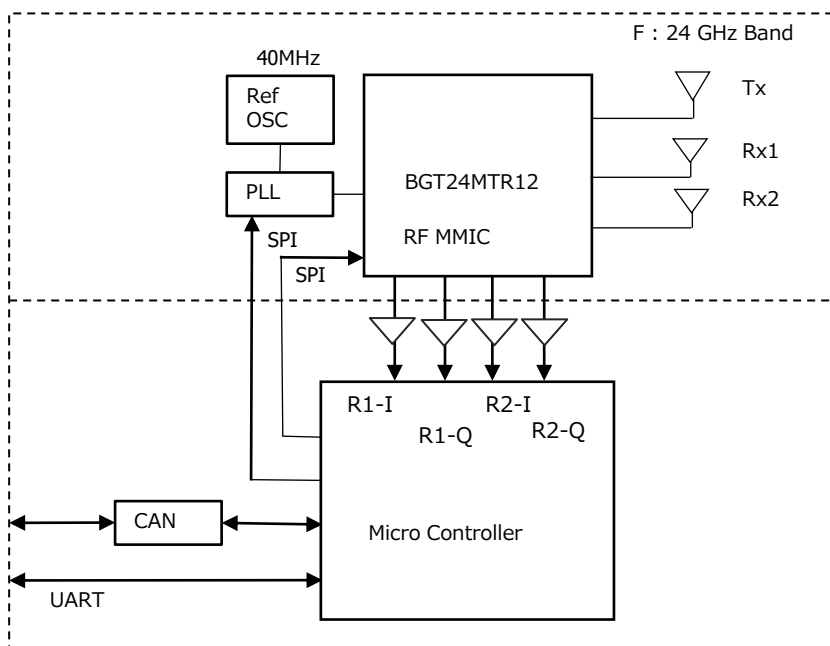 F : 24 GHz Band
40MHz
Ref
OSC
Tx
Rx1
BGT24MTR12
PLL
Rx2
RF MMIC
SPI
SPI
R1-I
R2-I
R1-Q
R2-Q
CAN
Micro Controller
UART